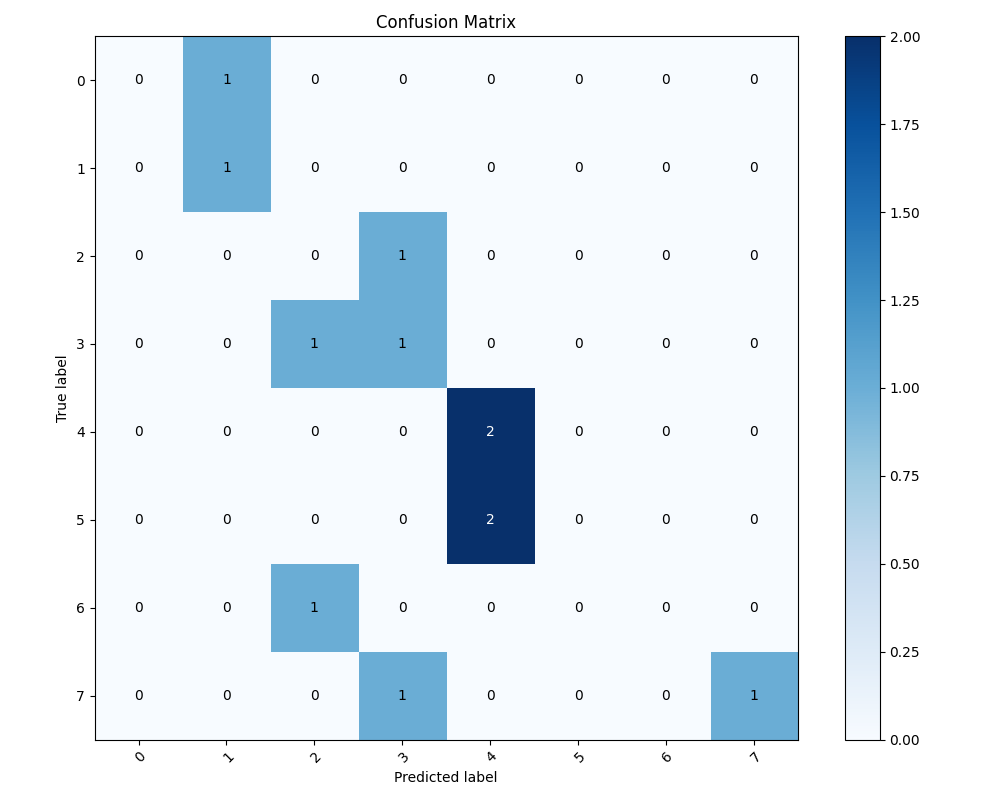 Confusion Matrix
0 0 1 0 0 0 0 0 0
1 0 1 0 0 0 0 0 0
2 0 0 0 1 0 0 0 0
3 0 0 1 1 0 0 0 0
4 0 0 0 0 2 0 0 0
5 0 0 0 0 2 0 0 0
6 0 0 1 0 0 0 0 0
7 0 0 0 1 0 0 0 1
True label
0 1 2 3 4 5 6 7
Predicted label
2.00
1.75
1.50
1.25
1.00
0.75
0.50
0.25
0.00